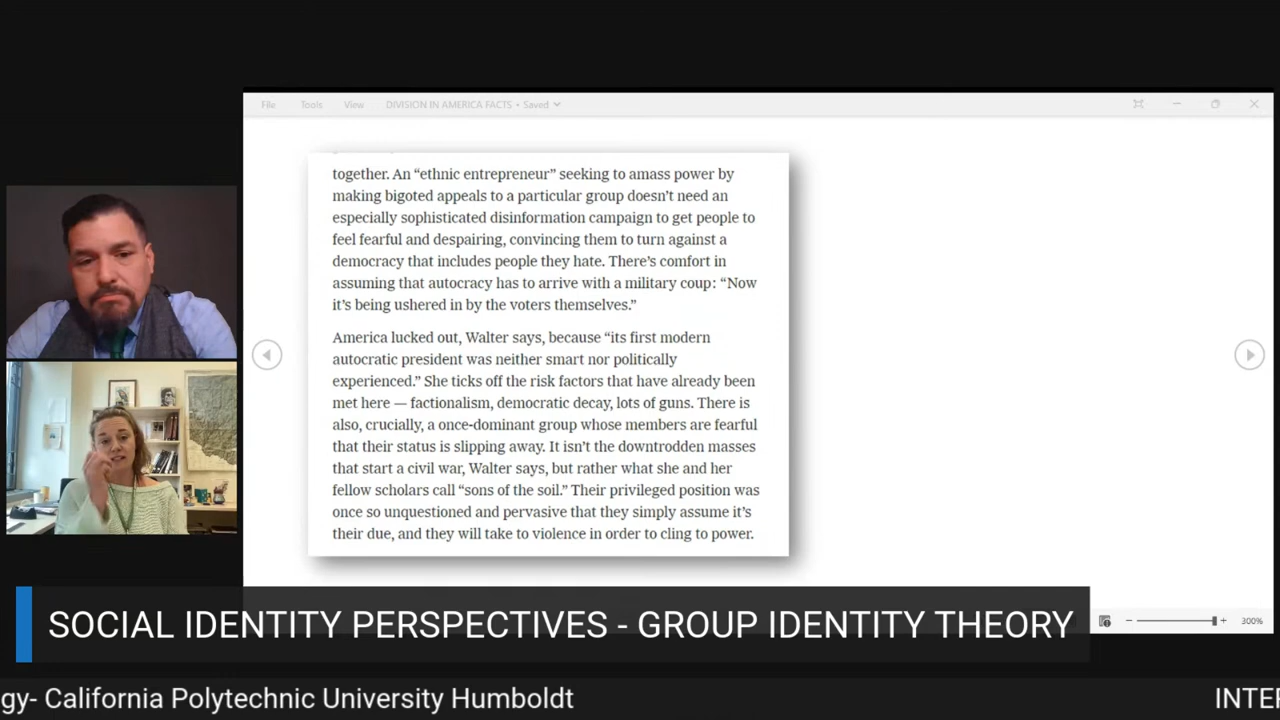 File Tools View DIVISION IN AMERICA FACTS • Saved
together. An “ethnic entrepreneur” seeking to amass power by
making bigoted appeals to a particular group doesn’t need an
especially sophisticated disinformation campaign to get people to
feel fearful and despairing, convincing them to turn against a
democracy that includes people they hate. There’s comfort in
assuming that autocracy has to arrive with a military coup: “Now
it’s being ushered in by the voters themselves.”
America lucked out, Walter says, because “its first modern
autocratic president was neither smart nor politically
experienced.” She ticks off the risk factors that have already been
met here — factionalism, democratic decay, lots of guns. There is
also, crucially, a once-dominant group whose members are fearful
that their status is slipping away. It isn’t the downtrodden masses
that start a civil war, Walter says, but rather what she and her
fellow scholars call “sons of the soil.” Their privileged position was
once so unquestioned and pervasive that they simply assume it’s
their due, and they will take to violence in order to cling to power.
300%
SOCIAL IDENTITY PERSPECTIVES - GROUP IDENTITY THEORY
gy- California Polytechnic University Humboldt
INTE